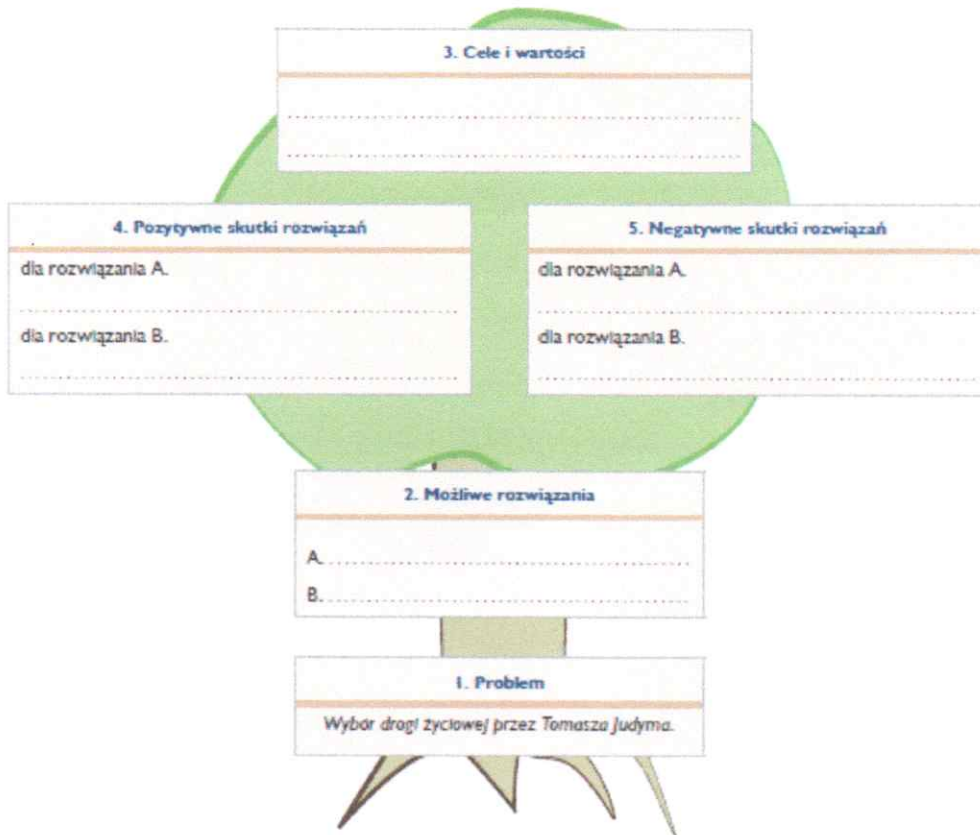 3. Cele i wartości
........................................................................
........................................................................
4. Pozytywne skutki rozwiązań
dla rozwiązania A.
........................................................................
dla rozwiązania B.
........................................................................
5. Negatywne skutki rozwiązań
dla rozwiązania A.
........................................................................
dla rozwiązania B.
........................................................................
2. Możliwe rozwiązania
A. ........................................................................
B. ........................................................................
1. Problem
Wybór drogi życiowej przez Tomasza Judyma.